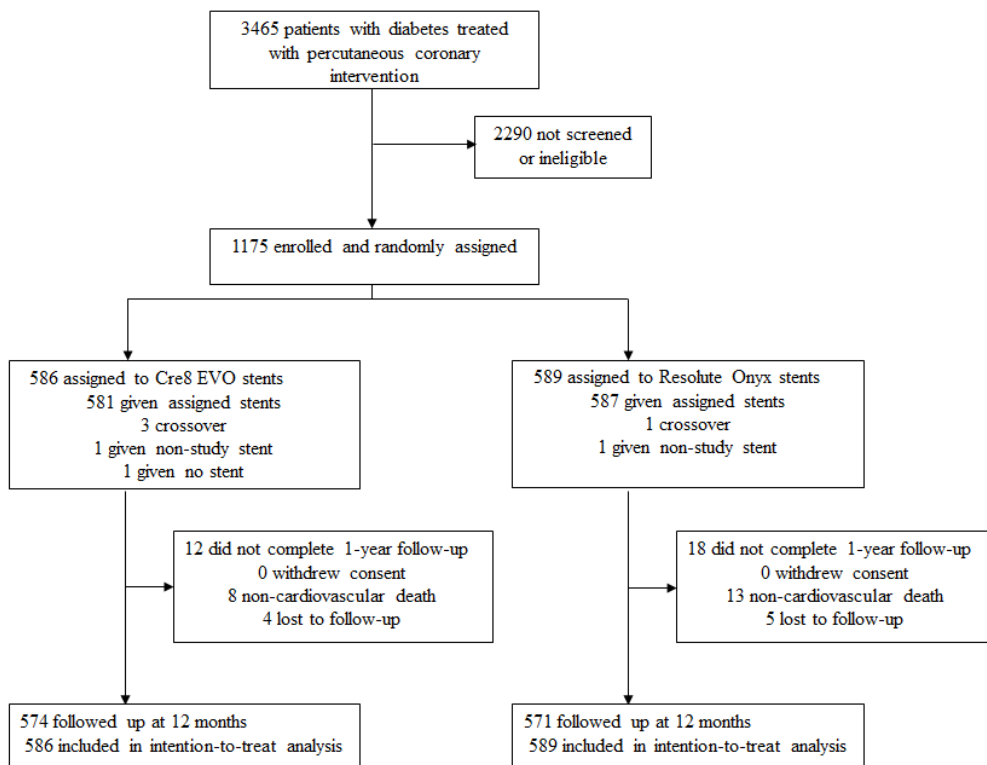 3465 patients with diabetes treated
with percutaneous coronary
intervention
2290 not screened
or ineligible
1175 enrolled and randomly assigned
586 assigned to Cre8 EVO stents
581 given assigned stents
3 crossover
1 given non-study stent
1 given no stent
589 assigned to Resolute Onyx stents
587 given assigned stents
1 crossover
1 given non-study stent
12 did not complete 1-year follow-up
0 withdrew consent
8 non-cardiovascular death
4 lost to follow-up
18 did not complete 1-year follow-up
0 withdrew consent
13 non-cardiovascular death
5 lost to follow-up
574 followed up at 12 months
586 included in intention-to-treat analysis
571 followed up at 12 months
589 included in intention-to-treat analysis